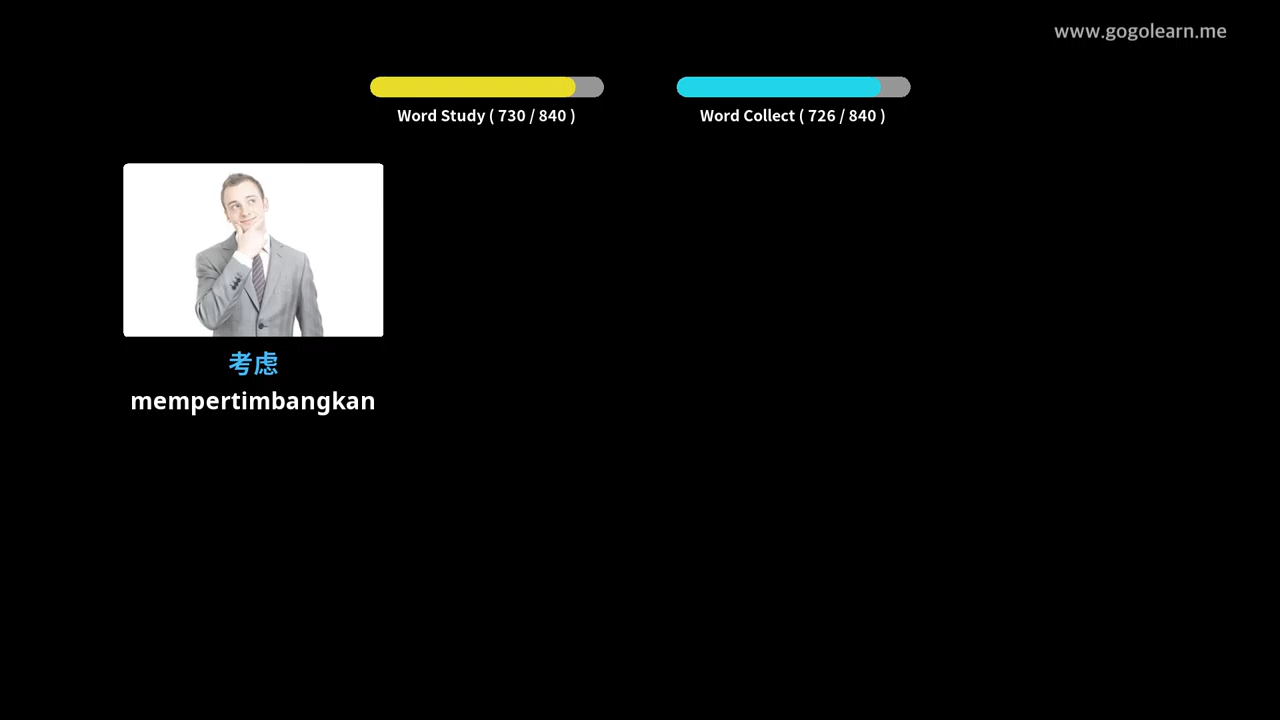 www.gogolearn.me
Word Study ( 730 / 840 )
Word Collect ( 726 / 840 )
考虑
mempertimbangkan